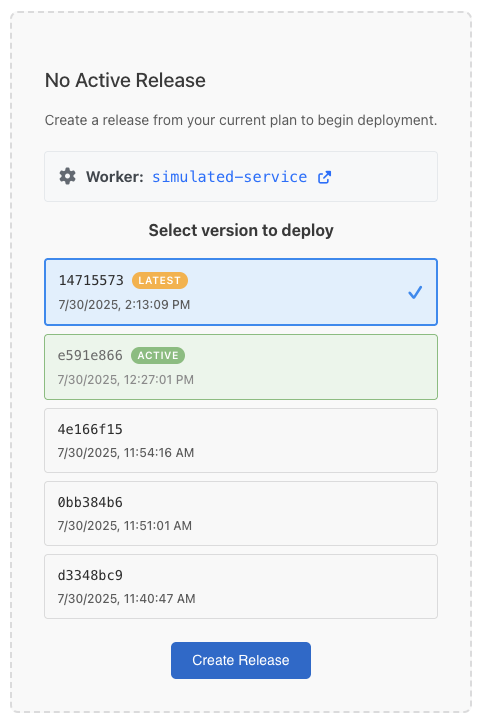 No Active Release
Create a release from your current plan to begin deployment.
Worker: simulated-service
Select version to deploy
14715573 LATEST
7/30/2025, 2:13:09 PM
e591e866 ACTIVE
7/30/2025, 12:27:01 PM
4e166f15
7/30/2025, 11:54:16 AM
0bb384b6
7/30/2025, 11:51:01 AM
d3348bc9
7/30/2025, 11:40:47 AM
Create Release